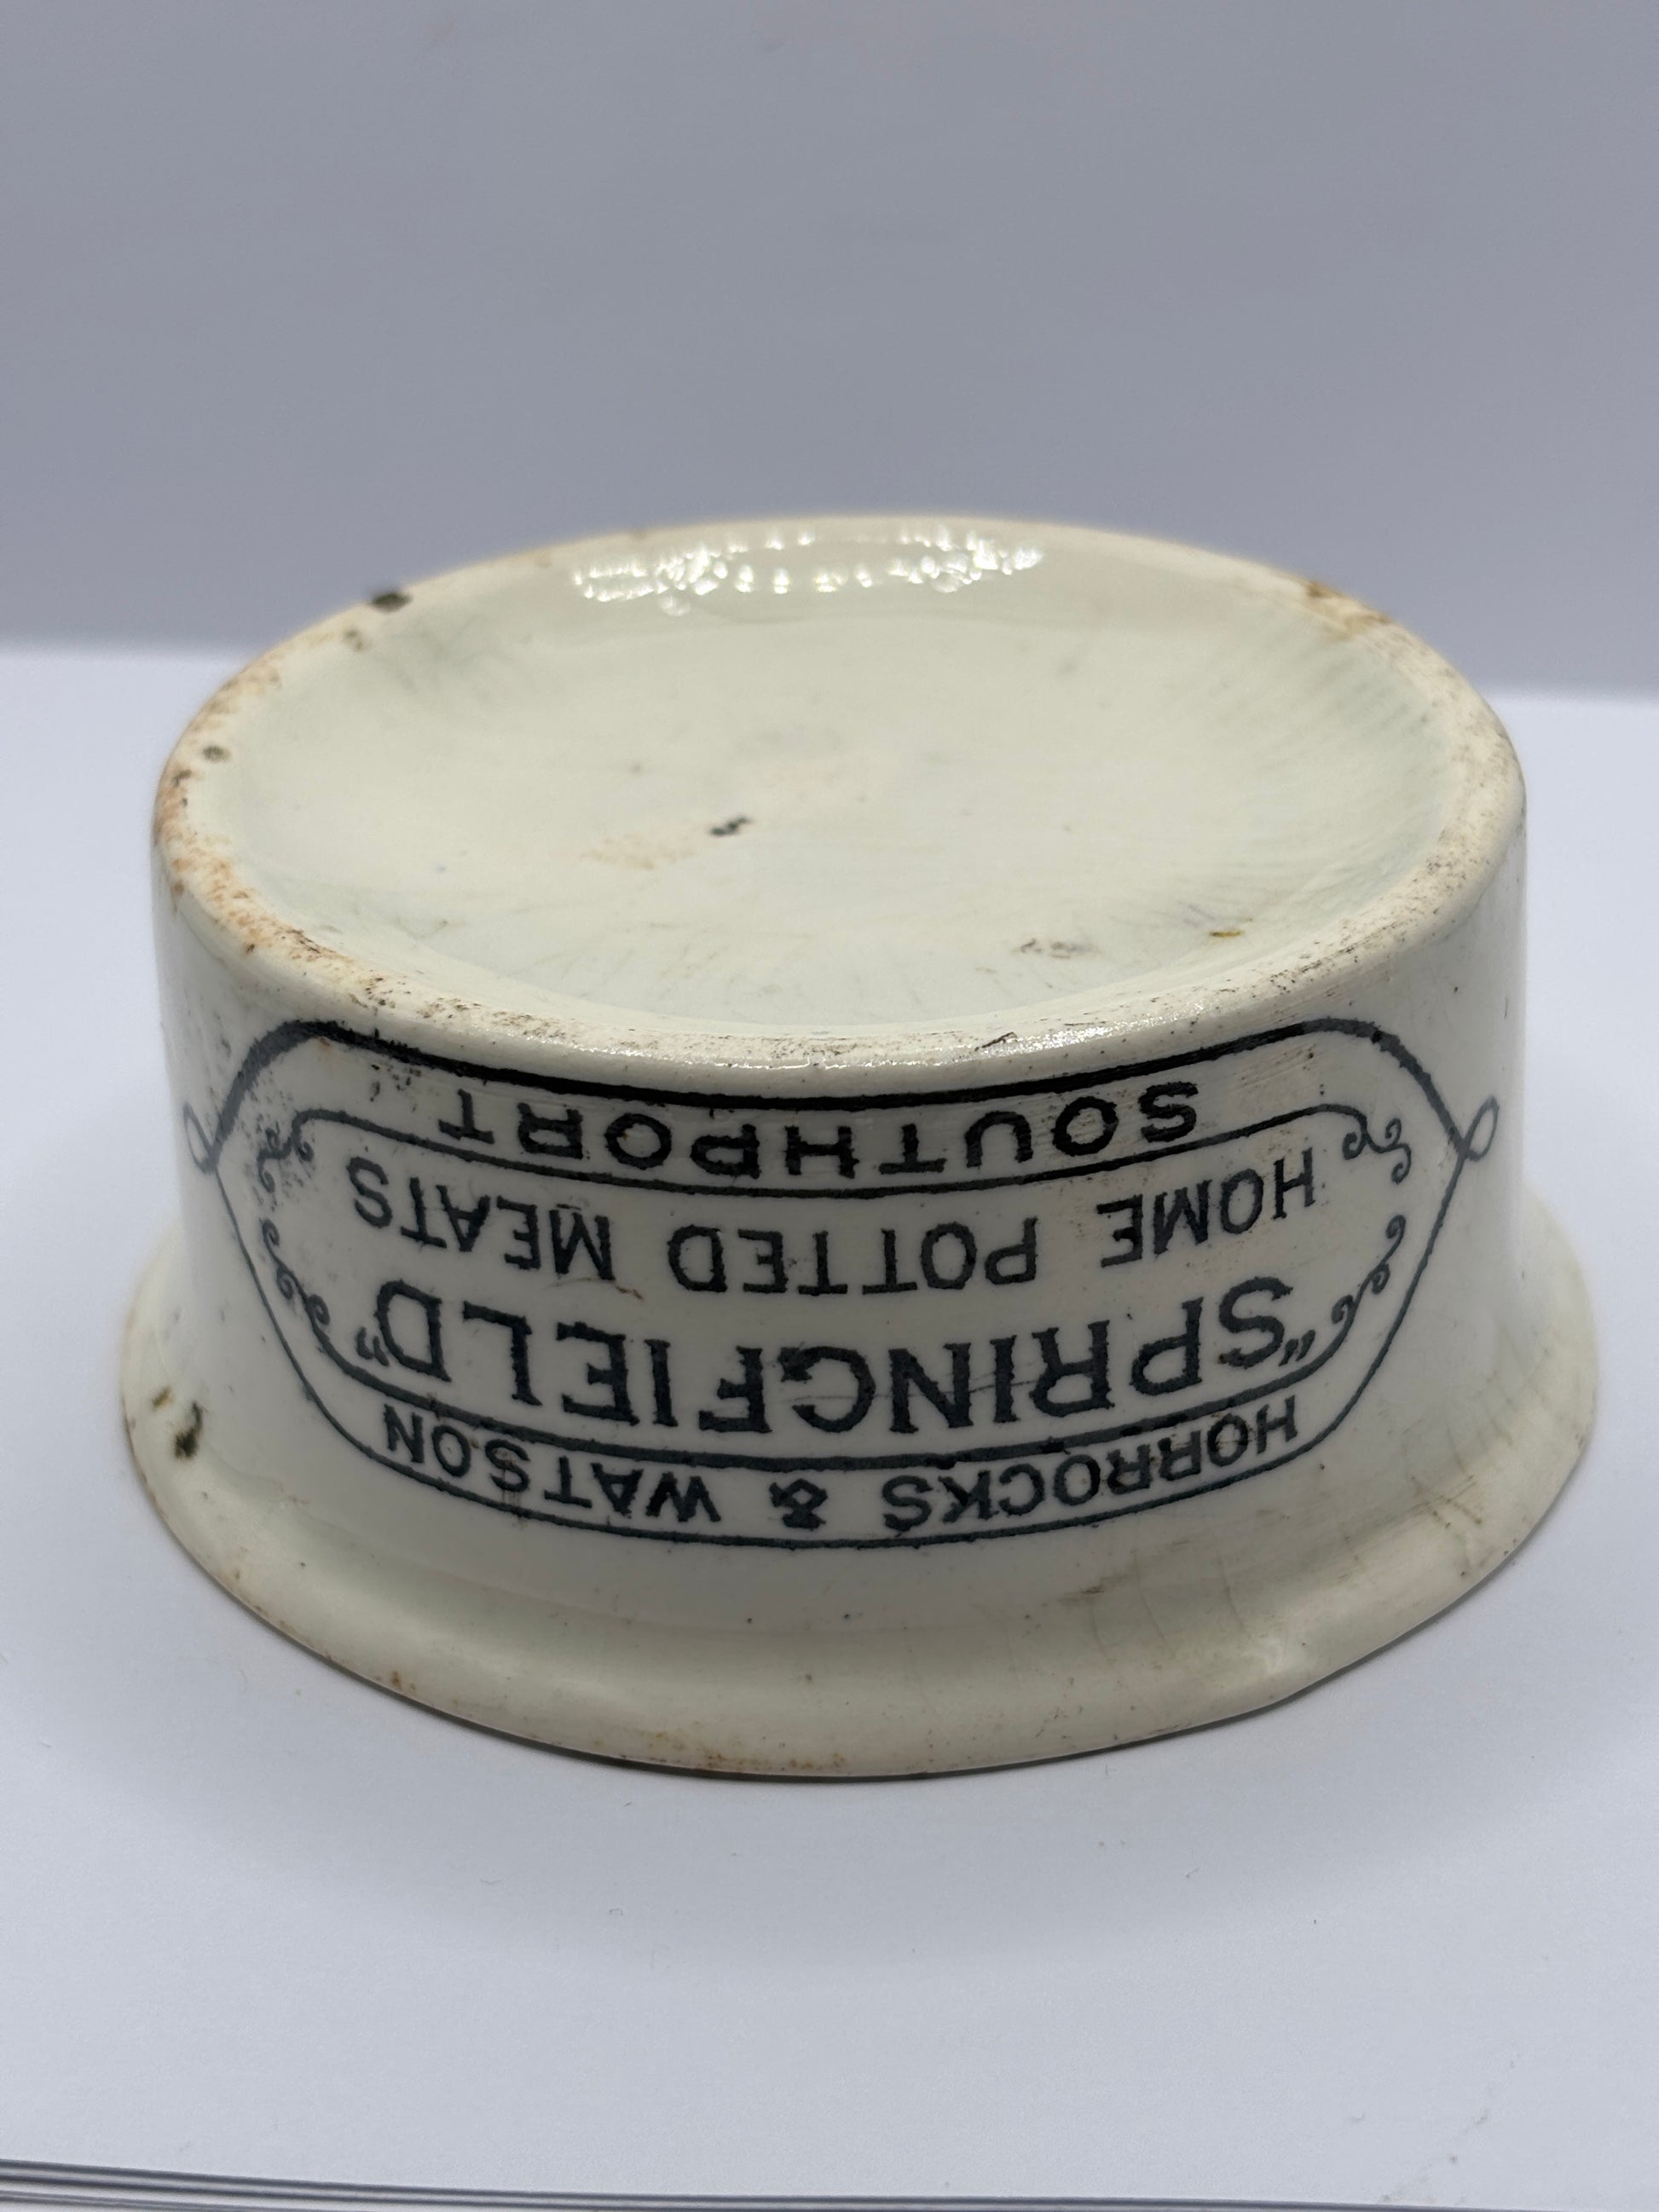 HORROCKS & WATSON
"SPRINGFIELD"
HOME POTTED MEATS
SOUTHPORT